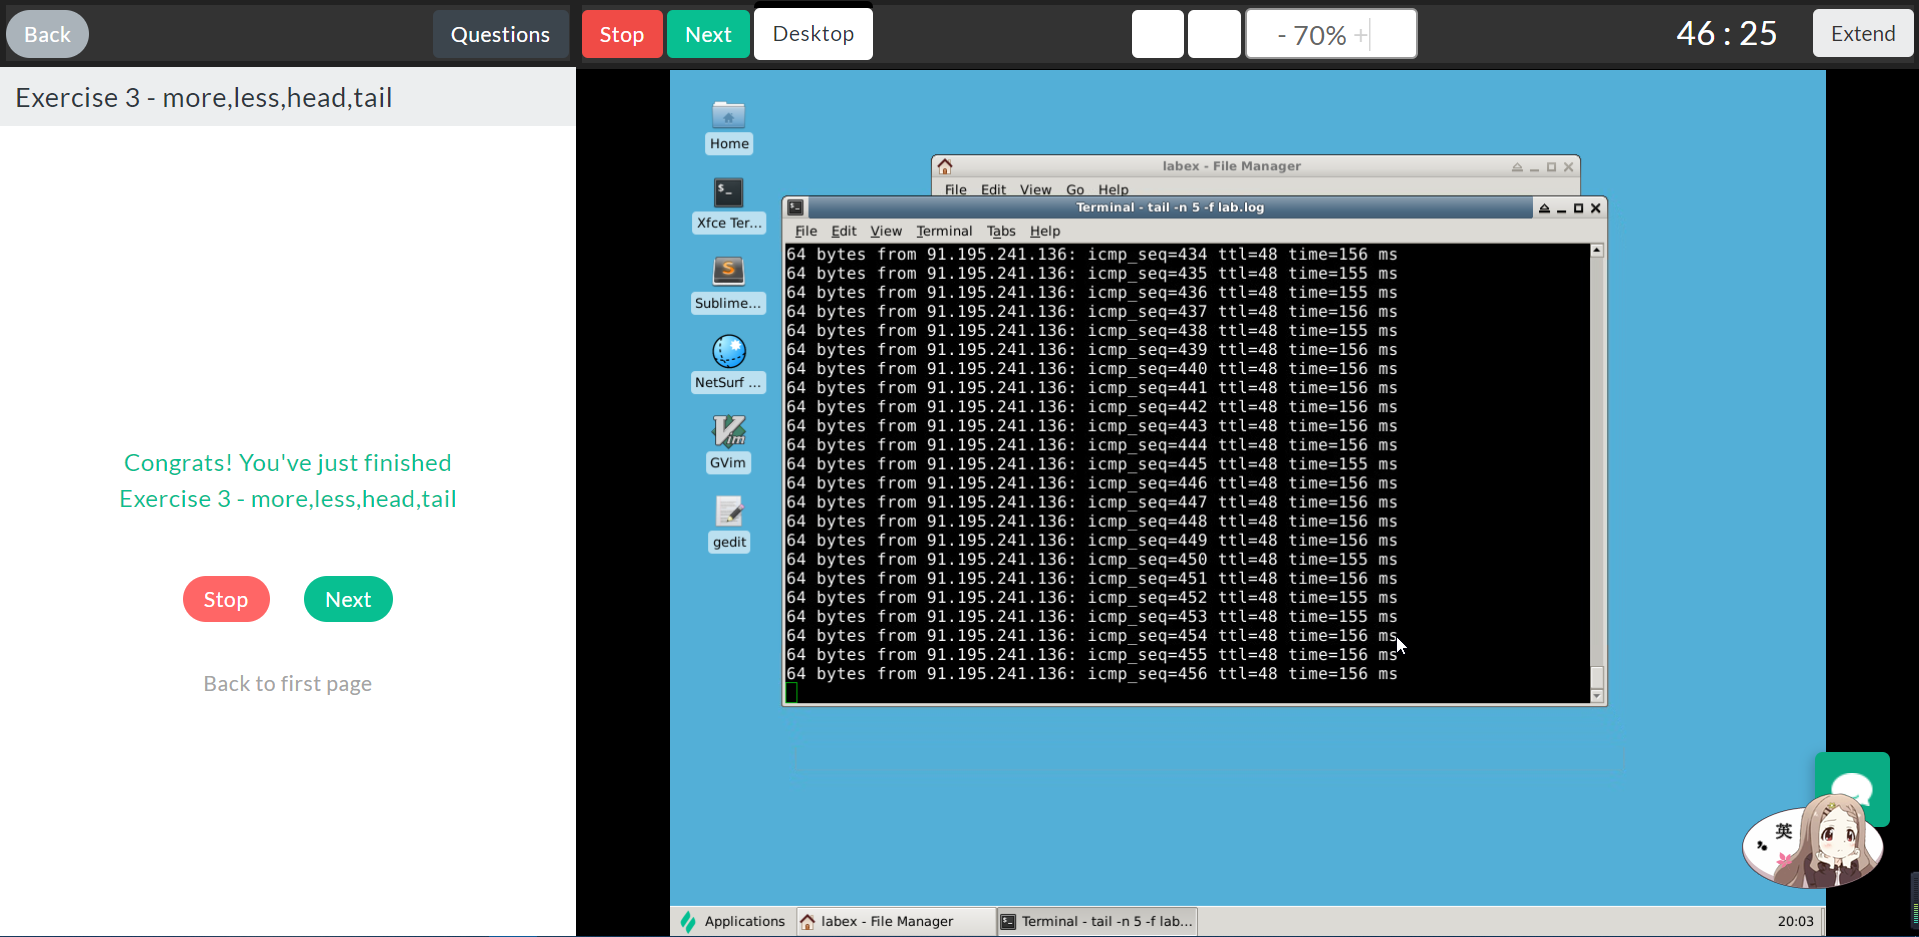 Back
Questions
Stop
Next
Desktop
- 70% +
46 : 25
Extend
Exercise 3 - more,less,head,tail
Congrats! You've just finished
Exercise 3 - more,less,head,tail
Stop
Next
Back to first page
Home
Xfce Ter...
Sublime...
NetSurf ...
GVim
gedit
labex - File Manager
File Edit View Go Help
Terminal - tail -n 5 -f lab.log
File Edit View Terminal Tabs Help
64 bytes from 91.195.241.136: icmp_seq=434 ttl=48 time=156 ms
64 bytes from 91.195.241.136: icmp_seq=435 ttl=48 time=155 ms
64 bytes from 91.195.241.136: icmp_seq=436 ttl=48 time=155 ms
64 bytes from 91.195.241.136: icmp_seq=437 ttl=48 time=156 ms
64 bytes from 91.195.241.136: icmp_seq=438 ttl=48 time=155 ms
64 bytes from 91.195.241.136: icmp_seq=439 ttl=48 time=156 ms
64 bytes from 91.195.241.136: icmp_seq=440 ttl=48 time=156 ms
64 bytes from 91.195.241.136: icmp_seq=441 ttl=48 time=156 ms
64 bytes from 91.195.241.136: icmp_seq=442 ttl=48 time=156 ms
64 bytes from 91.195.241.136: icmp_seq=443 ttl=48 time=156 ms
64 bytes from 91.195.241.136: icmp_seq=444 ttl=48 time=156 ms
64 bytes from 91.195.241.136: icmp_seq=445 ttl=48 time=155 ms
64 bytes from 91.195.241.136: icmp_seq=446 ttl=48 time=156 ms
64 bytes from 91.195.241.136: icmp_seq=447 ttl=48 time=156 ms
64 bytes from 91.195.241.136: icmp_seq=448 ttl=48 time=156 ms
64 bytes from 91.195.241.136: icmp_seq=449 ttl=48 time=156 ms
64 bytes from 91.195.241.136: icmp_seq=450 ttl=48 time=155 ms
64 bytes from 91.195.241.136: icmp_seq=451 ttl=48 time=156 ms
64 bytes from 91.195.241.136: icmp_seq=452 ttl=48 time=155 ms
64 bytes from 91.195.241.136: icmp_seq=453 ttl=48 time=155 ms
64 bytes from 91.195.241.136: icmp_seq=454 ttl=48 time=156 ms
64 bytes from 91.195.241.136: icmp_seq=455 ttl=48 time=156 ms
64 bytes from 91.195.241.136: icmp_seq=456 ttl=48 time=156 ms
英
Applications
labex - File Manager
Terminal - tail -n 5 -f lab...
20:03